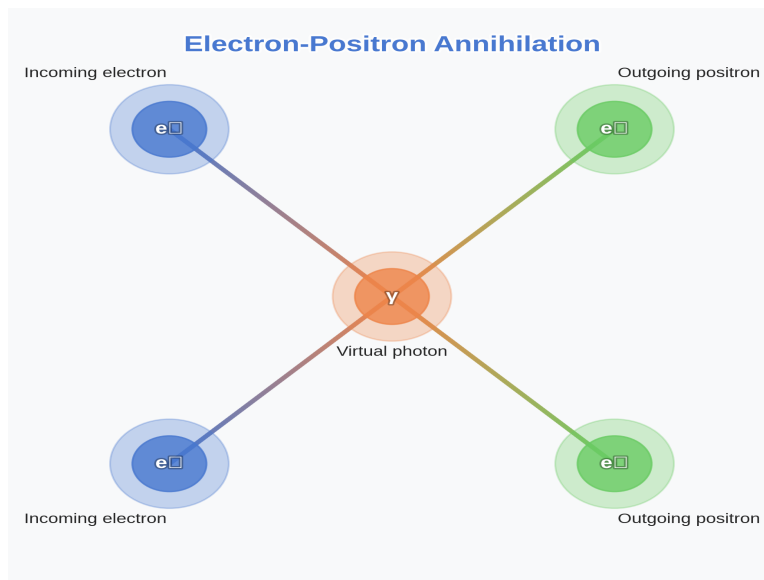 Electron-Positron Annihilation
Incoming electron
Outgoing positron
e□
e□
γ
Virtual photon
e□
e□
Incoming electron
Outgoing positron